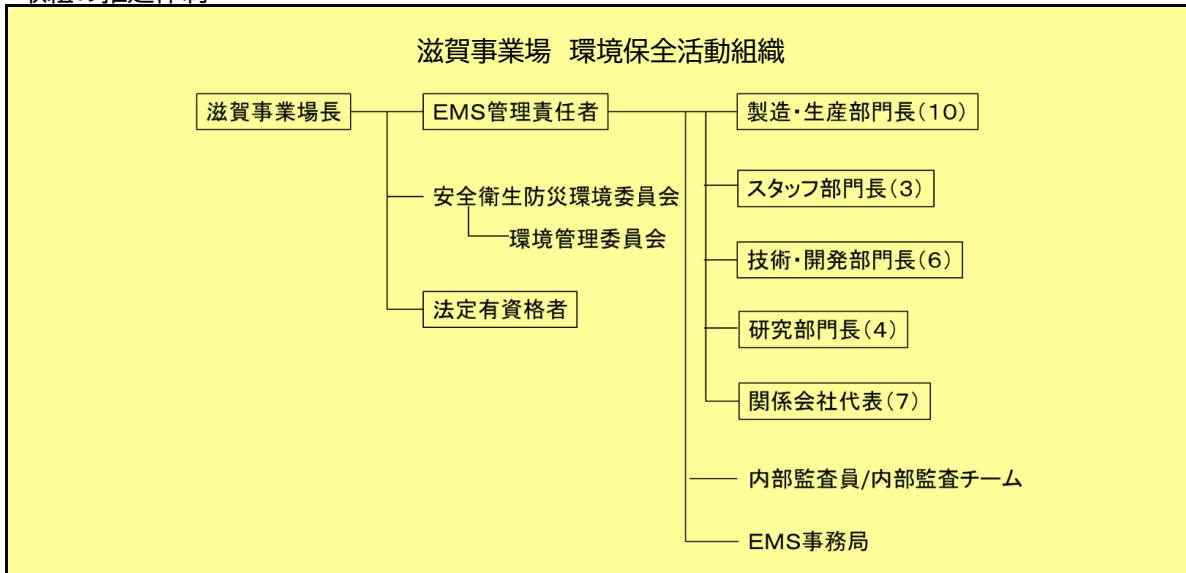 滋賀事業場 環境保全活動組織
滋賀事業場長
EMS管理責任者
製造・生産部門長(10)
安全衛生防災環境委員会
スタッフ部門長(3)
環境管理委員会
技術・開発部門長(6)
法定有資格者
研究部門長(4)
関係会社代表(7)
内部監査員/内部監査チーム
EMS事務局